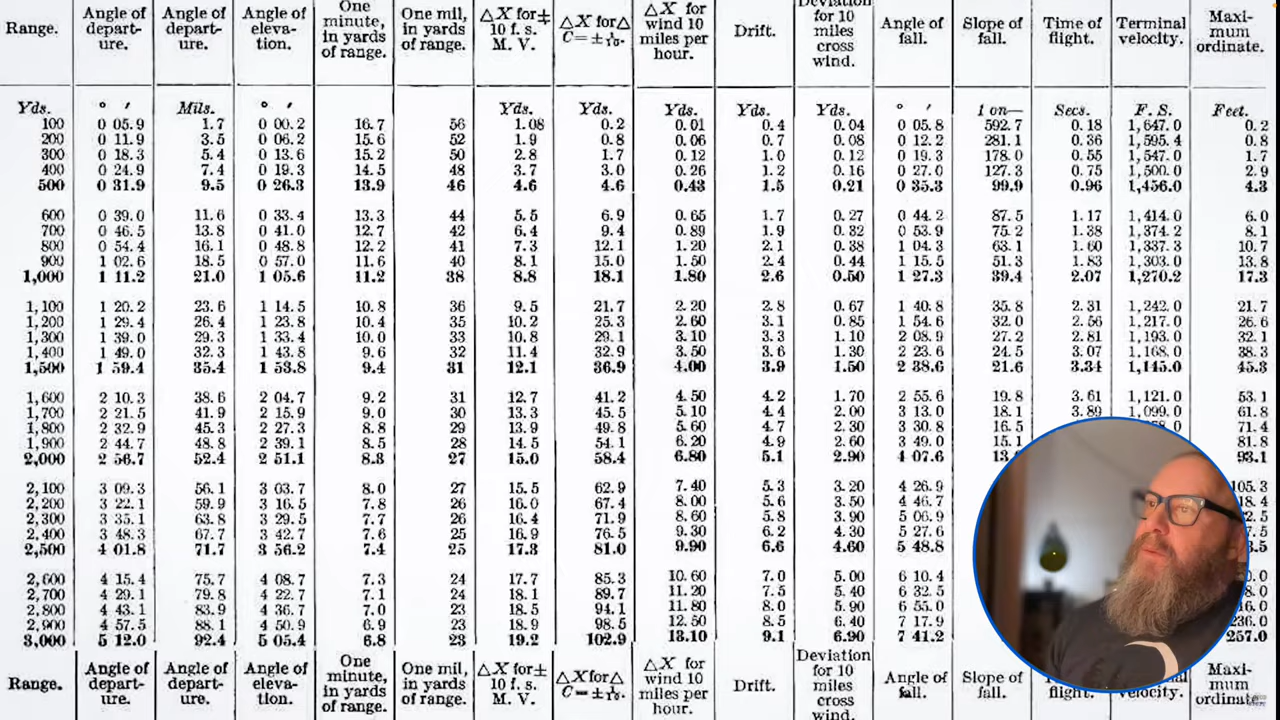 Range. Angle of depart- ure. Angle of depart- ure. Angle of eleva- tion. One minute, in yards of range. One mil, in yards of range. △X for ± 10 f. s. M. V. △X for △ C=±1/10. △X for wind 10 miles per hour. Drift. Deviation for 10 miles cross wind. Angle of fall. Slope of fall. Time of flight. Terminal velocity. Maxi- mum ordinate.
Yds. ° ′ Mils. ° ′ Yds. Yds. Yds. Yds. Yds. ° ′ 1 on— Secs. F. S. Feet.
100 0 05.9 1.7 0 00.2 16.7 56 1.08 0.2 0.01 0.4 0.04 0 05.8 592.7 0.18 1,647.0 0.2
200 0 11.9 3.5 0 06.2 15.6 52 1.9 0.8 0.06 0.7 0.08 0 12.2 281.1 0.36 1,595.4 0.8
300 0 18.3 5.4 0 13.6 15.2 50 2.8 1.7 0.12 1.0 0.12 0 19.3 178.0 0.55 1,547.0 1.7
400 0 24.9 7.4 0 19.3 14.5 48 3.7 3.0 0.26 1.2 0.16 0 27.0 127.3 0.75 1,500.0 2.9
500 0 31.9 9.5 0 26.3 13.9 46 4.6 4.6 0.43 1.5 0.21 0 35.3 99.9 0.96 1,456.0 4.3
600 0 39.0 11.6 0 33.4 13.3 44 5.5 6.9 0.65 1.7 0.27 0 44.2 87.5 1.17 1,414.0 6.0
700 0 46.5 13.8 0 41.0 12.7 42 6.4 9.4 0.89 1.9 0.32 0 53.9 75.2 1.38 1,374.2 8.1
800 0 54.4 16.1 0 48.8 12.2 41 7.3 12.1 1.20 2.1 0.38 1 04.3 63.1 1.60 1,337.3 10.7
900 1 02.6 18.5 0 57.0 11.6 40 8.1 15.0 1.50 2.4 0.44 1 15.5 51.3 1.83 1,303.0 13.8
1,000 1 11.2 21.0 1 05.6 11.2 38 8.8 18.1 1.80 2.6 0.50 1 27.3 39.4 2.07 1,270.2 17.3
1,100 1 20.2 23.6 1 14.5 10.8 36 9.5 21.7 2.20 2.8 0.67 1 40.8 35.8 2.31 1,242.0 21.7
1,200 1 29.4 26.4 1 23.8 10.4 35 10.2 25.3 2.60 3.1 0.85 1 54.6 32.0 2.56 1,217.0 26.6
1,300 1 39.0 29.3 1 33.4 10.0 33 10.8 29.1 3.10 3.3 1.10 2 08.9 27.2 2.81 1,193.0 32.1
1,400 1 49.0 32.3 1 43.8 9.6 32 11.4 32.9 3.50 3.6 1.30 2 23.6 24.5 3.07 1,168.0 38.3
1,500 1 59.4 35.4 1 53.8 9.4 31 12.1 36.9 4.00 3.9 1.50 2 38.6 21.6 3.34 1,145.0 45.3
1,600 2 10.3 38.6 2 04.7 9.2 31 12.7 41.2 4.50 4.2 1.70 2 55.6 19.8 3.61 1,121.0 53.1
1,700 2 21.5 41.9 2 15.9 9.0 30 13.3 45.5 5.10 4.4 2.00 3 13.0 18.1 3.89 1,099.0 61.8
1,800 2 32.9 45.3 2 27.3 8.8 29 13.9 49.8 5.60 4.7 2.30 3 30.8 16.5 71.4
1,900 2 44.7 48.8 2 39.1 8.5 28 14.5 54.1 6.20 4.9 2.60 3 49.0 15.1 81.8
2,000 2 56.7 52.4 2 51.1 8.3 27 15.0 58.4 6.80 5.1 2.90 4 07.6 93.1
2,100 3 09.3 56.1 3 03.7 8.0 27 15.5 62.9 7.40 5.3 3.20 4 26.9 105.3
2,200 3 22.1 59.9 3 16.5 7.8 26 16.0 67.4 8.00 5.6 3.50 4 46.7
2,300 3 35.1 63.8 3 29.5 7.7 26 16.4 71.9 8.60 5.8 3.90 5 06.9
2,400 3 48.3 67.7 3 42.7 7.6 25 16.9 76.5 9.30 6.2 4.30 5 27.6
2,500 4 01.8 71.7 3 56.2 7.4 25 17.3 81.0 9.90 6.6 4.60 5 48.8
2,600 4 15.4 75.7 4 08.7 7.3 24 17.7 85.3 10.60 7.0 5.00 6 10.4
2,700 4 29.1 79.8 4 22.7 7.1 24 18.1 89.7 11.20 7.5 5.40 6 32.5
2,800 4 43.1 83.9 4 36.7 7.0 23 18.5 94.1 11.80 8.0 5.90 6 55.0
2,900 4 57.5 88.1 4 50.9 6.9 23 18.9 98.5 12.50 8.5 6.40 7 17.9 236.0
3,000 5 12.0 92.4 5 05.4 6.8 23 19.2 102.9 13.10 9.1 6.90 7 41.2 257.0
Range. Angle of depart- ure. Angle of depart- ure. Angle of eleva- tion. One minute, in yards of range. One mil, in yards of range. △X for ± 10 f. s. M. V. △X for △ C=±1/10. △X for wind 10 miles per hour. Drift. Deviation for 10 miles cross wind. Angle of fall. Slope of fall. flight. velocity. Maxi- mum ordinate.